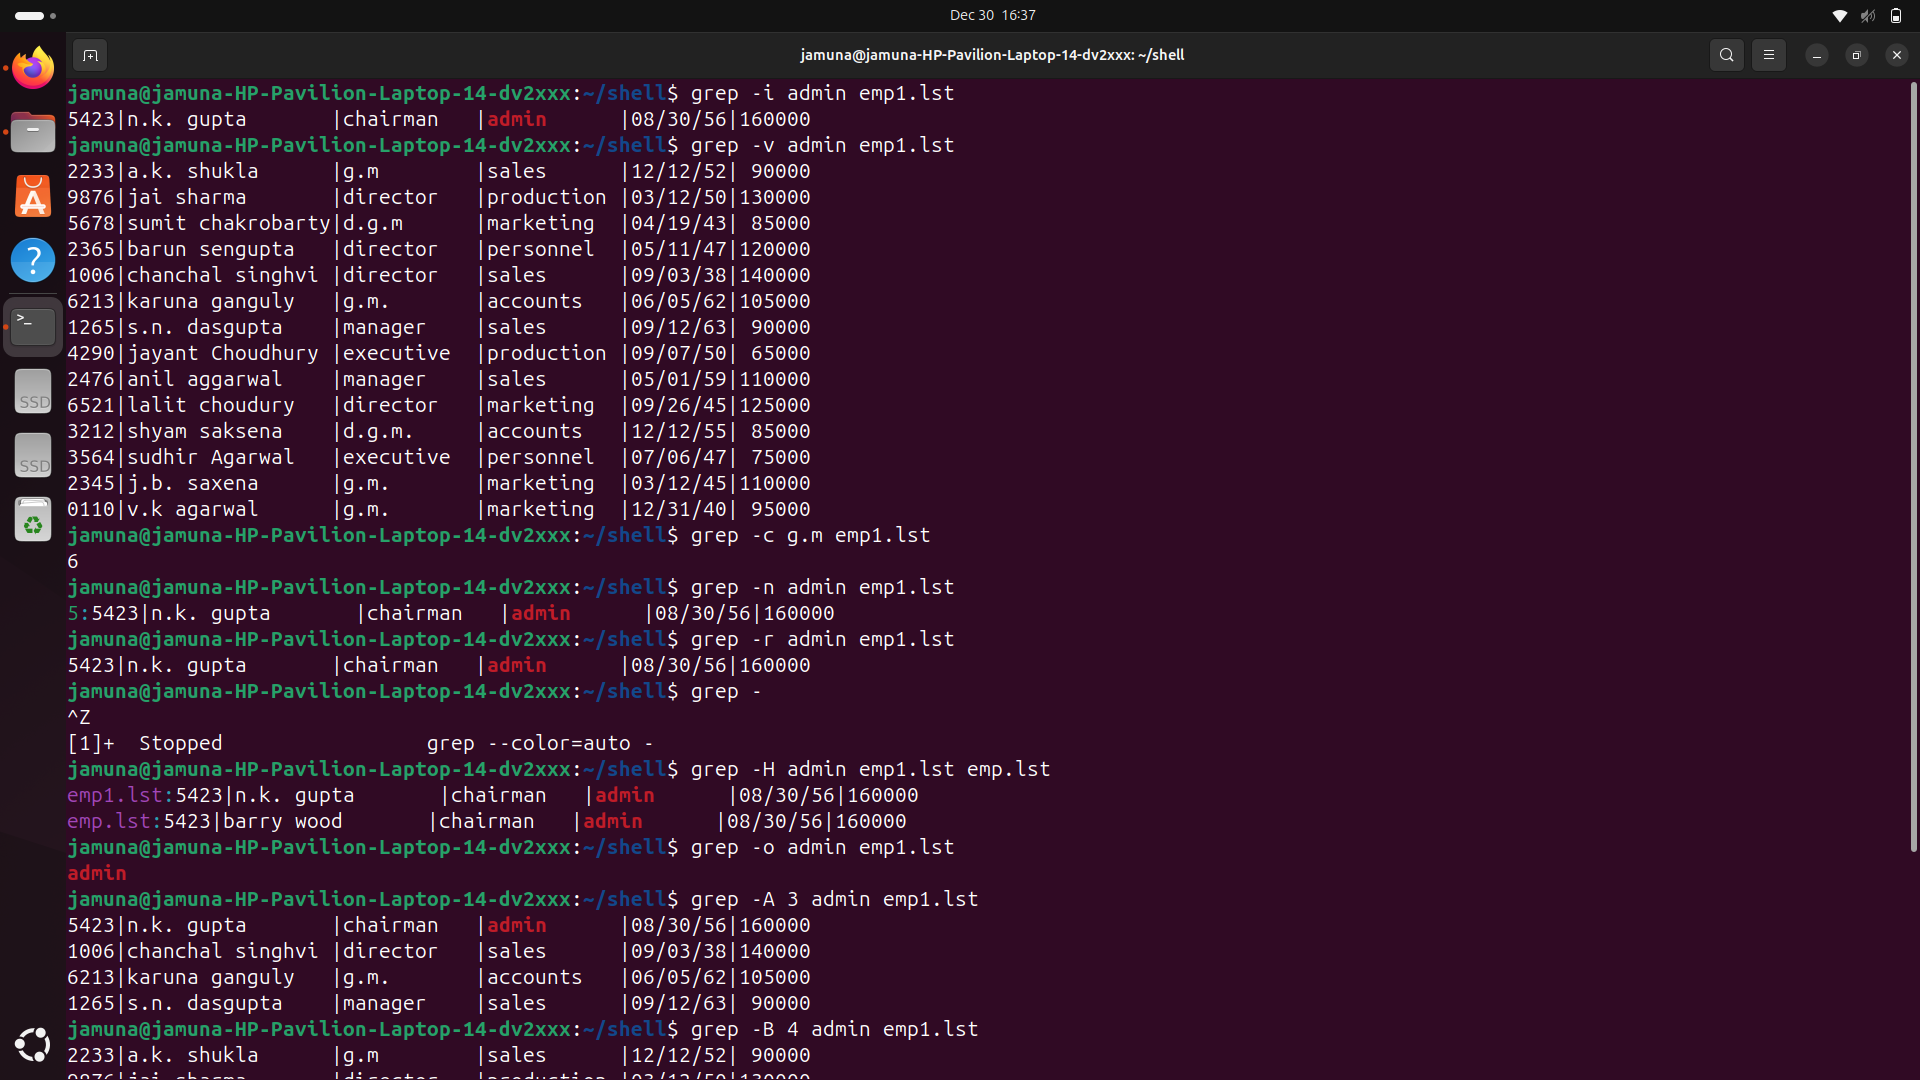 Dec 30 16:37
jamuna@jamuna-HP-Pavilion-Laptop-14-dv2xxx: ~/shell
jamuna@jamuna-HP-Pavilion-Laptop-14-dv2xxx:~/shell$ grep -i admin emp1.lst
5423|n.k. gupta       |chairman   |admin      |08/30/56|160000
jamuna@jamuna-HP-Pavilion-Laptop-14-dv2xxx:~/shell$ grep -v admin emp1.lst
2233|a.k. shukla      |g.m        |sales      |12/12/52| 90000
9876|jai sharma       |director   |production |03/12/50|130000
5678|sumit chakrobarty|d.g.m      |marketing  |04/19/43| 85000
2365|barun sengupta   |director   |personnel  |05/11/47|120000
1006|chanchal singhvi |director   |sales      |09/03/38|140000
6213|karuna ganguly   |g.m.       |accounts   |06/05/62|105000
1265|s.n. dasgupta    |manager    |sales      |09/12/63| 90000
4290|jayant Choudhury |executive  |production |09/07/50| 65000
2476|anil aggarwal    |manager    |sales      |05/01/59|110000
6521|lalit choudury   |director   |marketing  |09/26/45|125000
3212|shyam saksena    |d.g.m.     |accounts   |12/12/55| 85000
3564|sudhir Agarwal   |executive  |personnel  |07/06/47| 75000
2345|j.b. saxena      |g.m.       |marketing  |03/12/45|110000
0110|v.k agarwal      |g.m.       |marketing  |12/31/40| 95000
jamuna@jamuna-HP-Pavilion-Laptop-14-dv2xxx:~/shell$ grep -c g.m emp1.lst
6
jamuna@jamuna-HP-Pavilion-Laptop-14-dv2xxx:~/shell$ grep -n admin emp1.lst
5:5423|n.k. gupta       |chairman   |admin      |08/30/56|160000
jamuna@jamuna-HP-Pavilion-Laptop-14-dv2xxx:~/shell$ grep -r admin emp1.lst
5423|n.k. gupta       |chairman   |admin      |08/30/56|160000
jamuna@jamuna-HP-Pavilion-Laptop-14-dv2xxx:~/shell$ grep -
^Z
[1]+  Stopped                 grep --color=auto -
jamuna@jamuna-HP-Pavilion-Laptop-14-dv2xxx:~/shell$ grep -H admin emp1.lst emp.lst
emp1.lst:5423|n.k. gupta       |chairman   |admin      |08/30/56|160000
emp.lst:5423|barry wood       |chairman   |admin      |08/30/56|160000
jamuna@jamuna-HP-Pavilion-Laptop-14-dv2xxx:~/shell$ grep -o admin emp1.lst
admin
jamuna@jamuna-HP-Pavilion-Laptop-14-dv2xxx:~/shell$ grep -A 3 admin emp1.lst
5423|n.k. gupta       |chairman   |admin      |08/30/56|160000
1006|chanchal singhvi |director   |sales      |09/03/38|140000
6213|karuna ganguly   |g.m.       |accounts   |06/05/62|105000
1265|s.n. dasgupta    |manager    |sales      |09/12/63| 90000
jamuna@jamuna-HP-Pavilion-Laptop-14-dv2xxx:~/shell$ grep -B 4 admin emp1.lst
2233|a.k. shukla      |g.m        |sales      |12/12/52| 90000
9876|jai sharma       |director   |production |03/12/50|130000
SSD
SSD